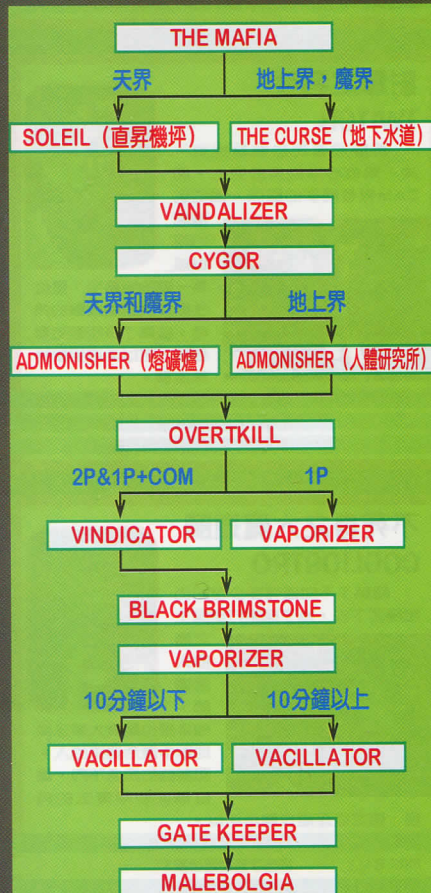 THE MAFIA
天界 地上界，魔界
SOLEIL（直昇機坪） THE CURSE（地下水道）
VANDALIZER
CYGOR
天界和魔界 地上界
ADMONISHER（熔礦爐） ADMONISHER（人體研究所）
OVERTKILL
2P&1P+COM 1P
VINDICATOR VAPORIZER
BLACK BRIMSTONE
VAPORIZER
10分鐘以下 10分鐘以上
VACILLATOR VACILLATOR
GATE KEEPER
MALEBOLGIA